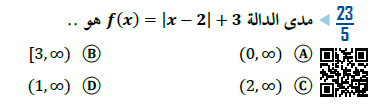 23/5 ◀ مدى الدالة f(x) = |x − 2| + 3 هو ..
(0, ∞) Ⓐ [3, ∞) Ⓑ
(2, ∞) Ⓒ (1, ∞) Ⓓ